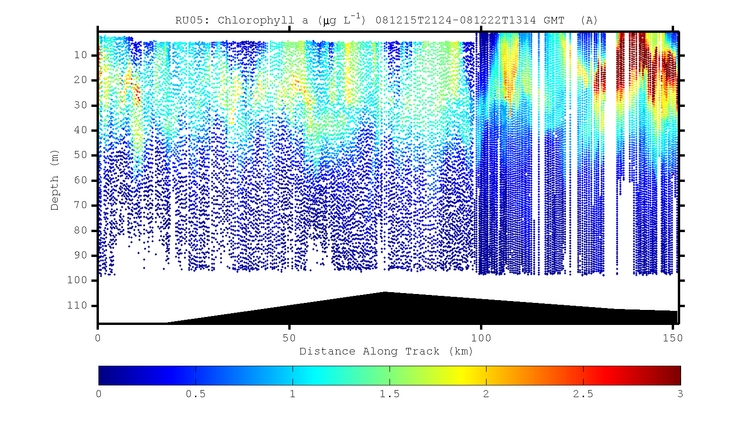 RU05: Chlorophyll a (μg L⁻¹) 081215T2124-081222T1314 GMT (A)
10
20
30
40
50
60
70
80
90
100
110
Depth (m)
0 50 100 150
Distance Along Track (km)
0 0.5 1 1.5 2 2.5 3